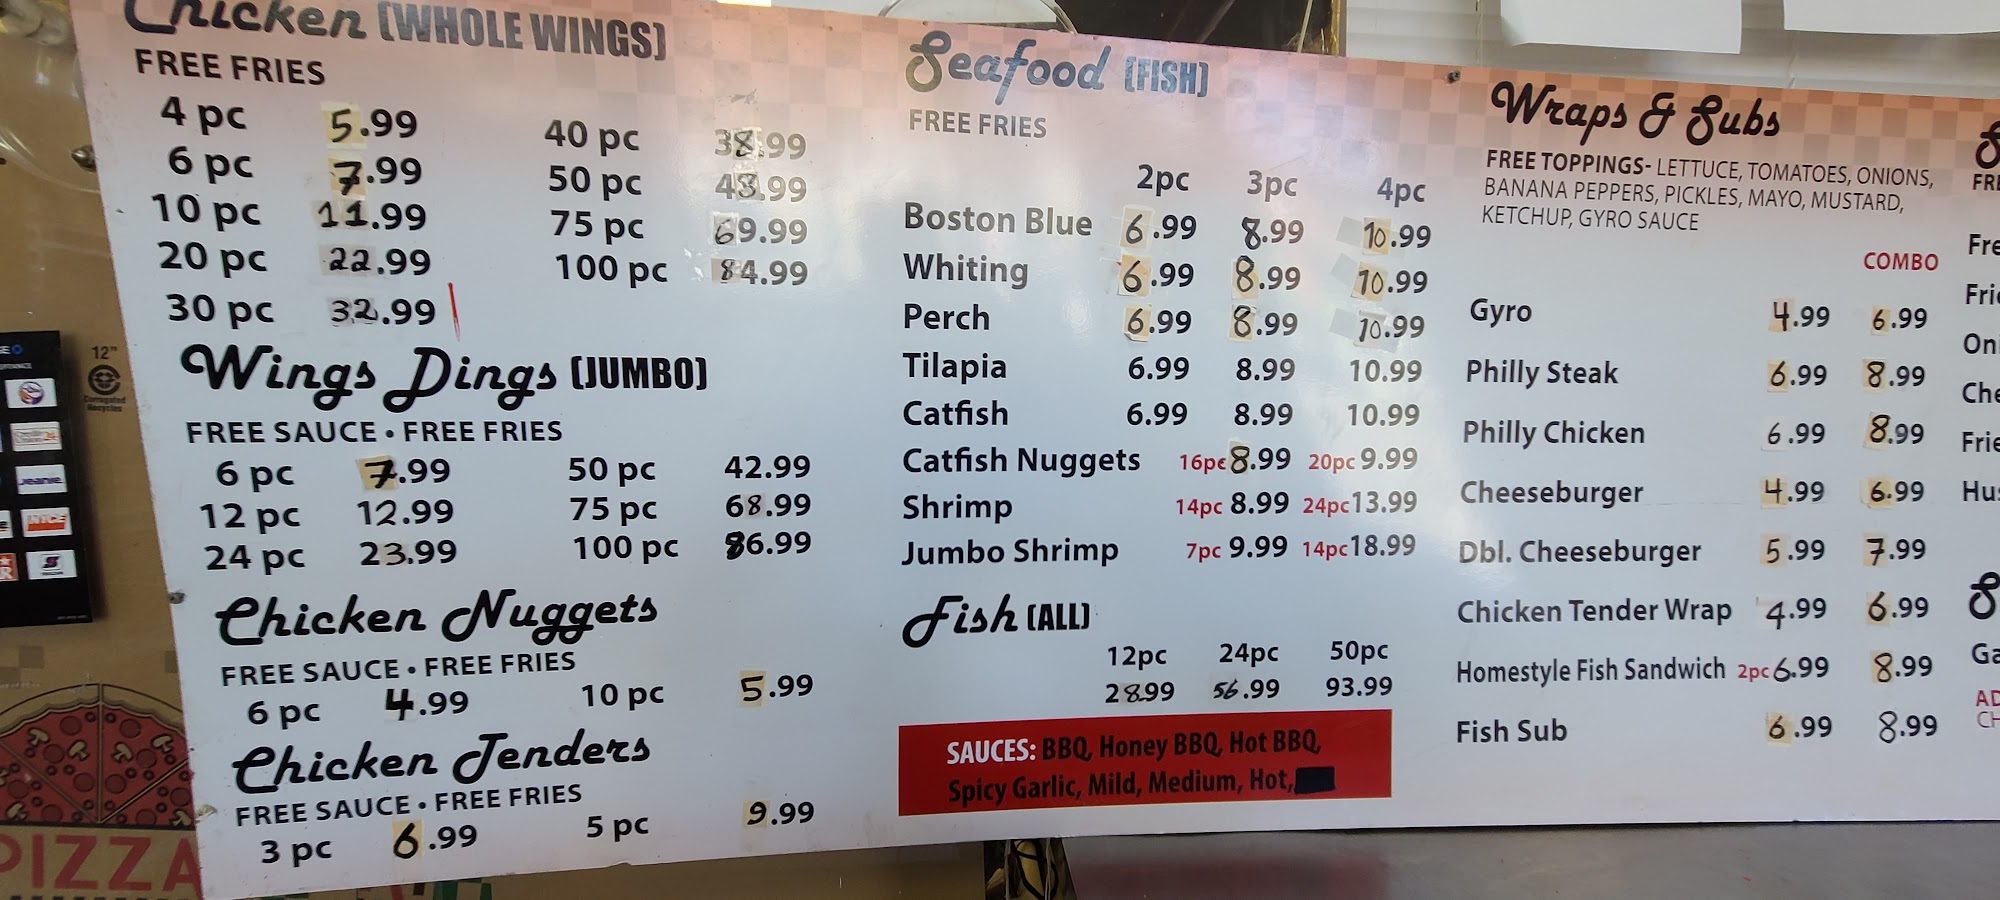 Chicken (WHOLE WINGS)
FREE FRIES
4 pc 5.99 40 pc 38.99
6 pc 7.99 50 pc 48.99
10 pc 11.99 75 pc 69.99
20 pc 22.99 100 pc 84.99
30 pc 32.99
Wings Dings (JUMBO)
FREE SAUCE • FREE FRIES
6 pc 7.99 50 pc 42.99
12 pc 12.99 75 pc 68.99
24 pc 23.99 100 pc 86.99
Chicken Nuggets
FREE SAUCE • FREE FRIES
6 pc 4.99 10 pc 5.99
Chicken Tenders
FREE SAUCE • FREE FRIES
3 pc 6.99 5 pc 9.99
Seafood (FISH)
FREE FRIES
2pc 3pc 4pc
Boston Blue 6.99 8.99 10.99
Whiting 6.99 8.99 10.99
Perch 6.99 8.99 10.99
Tilapia 6.99 8.99 10.99
Catfish 6.99 8.99 10.99
Catfish Nuggets 16pc 8.99 20pc 9.99
Shrimp 14pc 8.99 24pc 13.99
Jumbo Shrimp 7pc 9.99 14pc 18.99
Fish (ALL)
12pc 24pc 50pc
28.99 56.99 93.99
SAUCES: BBQ, Honey BBQ, Hot BBQ,
Spicy Garlic, Mild, Medium, Hot,
Wraps & Subs
FREE TOPPINGS- LETTUCE, TOMATOES, ONIONS,
BANANA PEPPERS, PICKLES, MAYO, MUSTARD,
KETCHUP, GYRO SAUCE
COMBO
Gyro 4.99 6.99
Philly Steak 6.99 8.99
Philly Chicken 6.99 8.99
Cheeseburger 4.99 6.99
Dbl. Cheeseburger 5.99 7.99
Chicken Tender Wrap 4.99 6.99
Homestyle Fish Sandwich 2pc 6.99 8.99
Fish Sub 6.99 8.99
12"
Corrugated
Recycles
PIZZA
NYCE